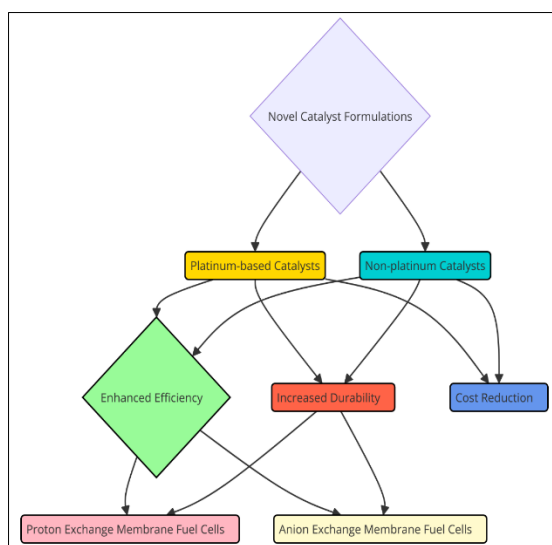 Novel Catalyst Formulations
Platinum-based Catalysts
Non-platinum Catalysts
Enhanced Efficiency
Increased Durability
Cost Reduction
Proton Exchange Membrane Fuel Cells
Anion Exchange Membrane Fuel Cells